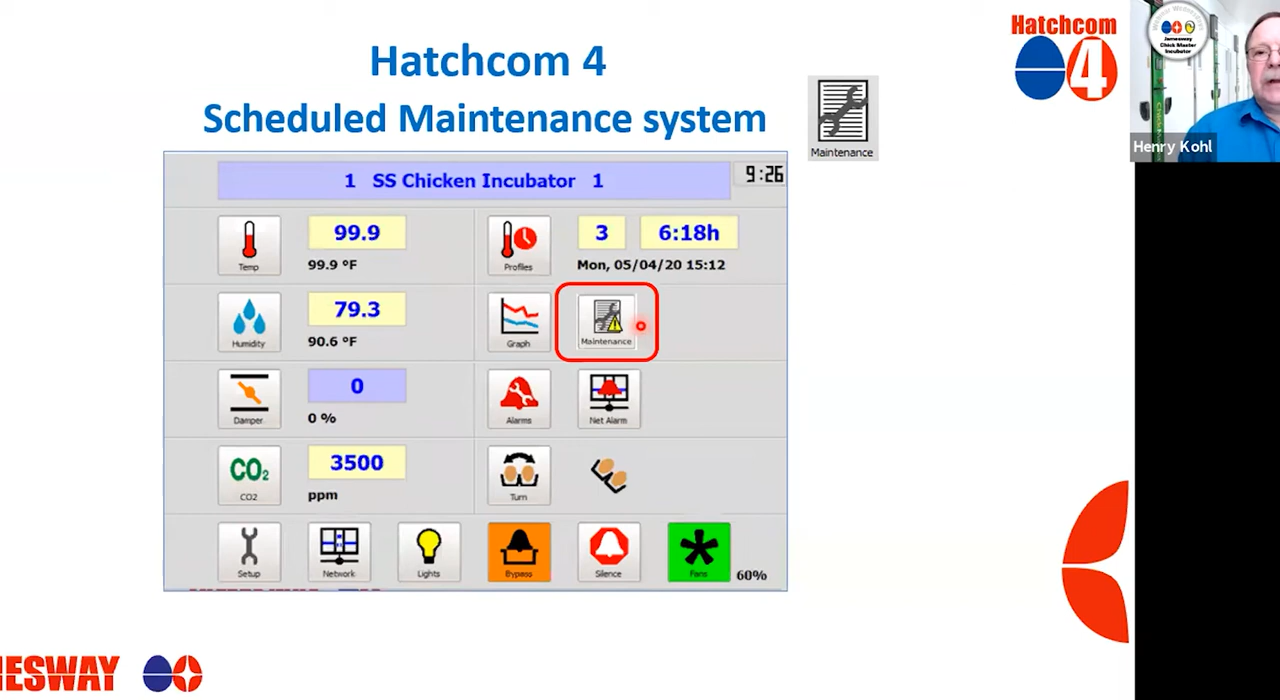 Hatchcom 4
Scheduled Maintenance system
Maintenance
Hatchcom
4
Jamesway
Chick Master
Incubator
Henry Kohl
1 SS Chicken Incubator 1
9:26
Temp
99.9
99.9 °F
Profiles
3
6:18h
Mon, 05/04/20 15:12
Humidity
79.3
90.6 °F
Graph
Maintenance
Damper
0
0 %
Alarms
Net Alarm
CO₂
CO2
3500
ppm
Turn
Setup
Network
Lights
Bypass
Silence
Fans
60%
ESWAY